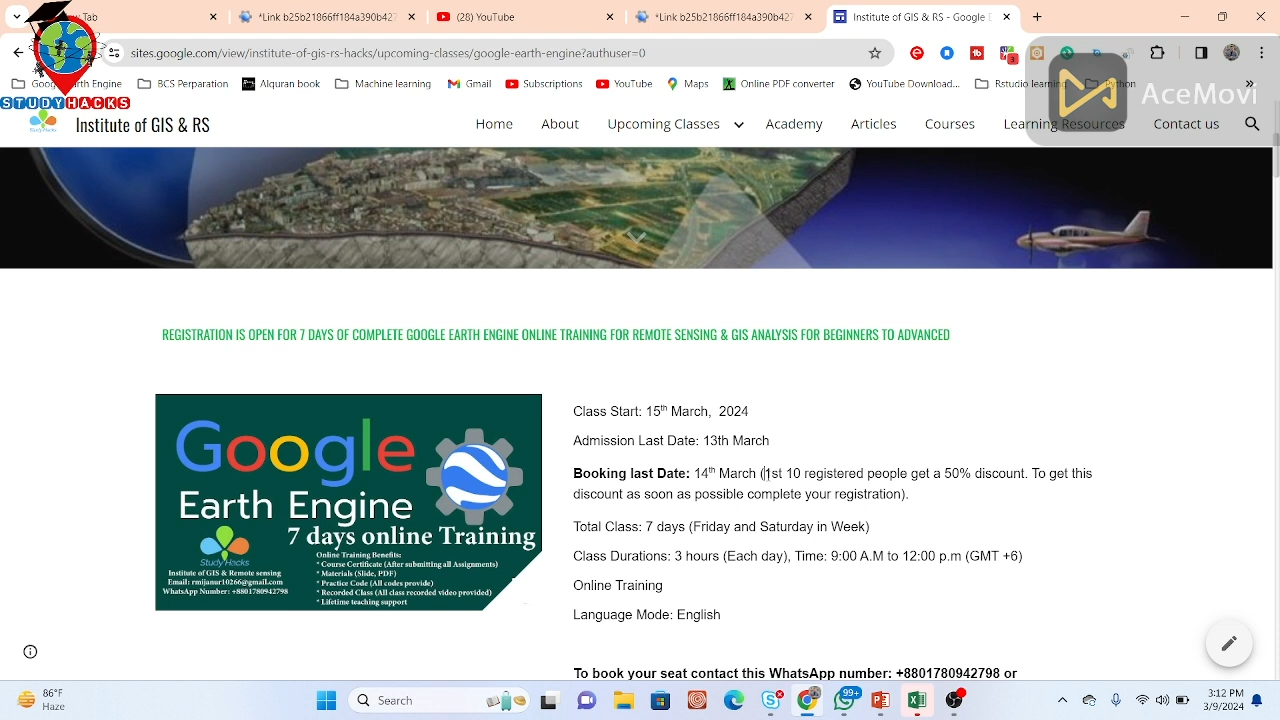 Tab
*Link b25b21866ff184a390b427
YouTube
*Link b25b21866ff184a390b427
Institute of GIS & RS - Google E
sites.google.com/view/institute-of-gis-rs-hacks/upcoming-classes/google-earth-engine?authuser=0
Google Earth Engine
BCS Perparation
Alquran book
Machine learning
Gmail
Subscriptions
YouTube
Maps
Online PDF converter
YouTube Download...
Rstudio learning
Python
STUDYHACKS
AceMovi
Institute of GIS & RS
Home
About
Upcoming Classes
Academy
Articles
Courses
Learning Resources
Contact us
REGISTRATION IS OPEN FOR 7 DAYS OF COMPLETE GOOGLE EARTH ENGINE ONLINE TRAINING FOR REMOTE SENSING & GIS ANALYSIS FOR BEGINNERS TO ADVANCED
Google
Earth Engine
7 days online Training
Study Hacks
Institute of GIS & Remote sensing
Email: rmijanur10266@gmail.com
WhatsApp Number: +8801780942798
Online Training Benefits:
* Course Certificate (After submitting all Assignments)
* Materials (Slide, PDF)
* Practice Code (All codes provide)
* Recorded Class (All class recorded video provided)
* Lifetime teaching support
Class Start: 15th March, 2024
Admission Last Date: 13th March
Booking last Date: 14th March (1st 10 registered people get a 50% discount. To get this
discount as soon as possible complete your registration).
Total Class: 7 days (Friday and Saturday in Week)
Class Durations: 3 hours (Each day), Time: 9:00 A.M to 12:00 p.m (GMT +6)
Online Training
Language Mode: English
To book your seat contact this WhatsApp number: +8801780942798 or
86°F
Haze
Search
99+
3:12 PM
3/8/2024